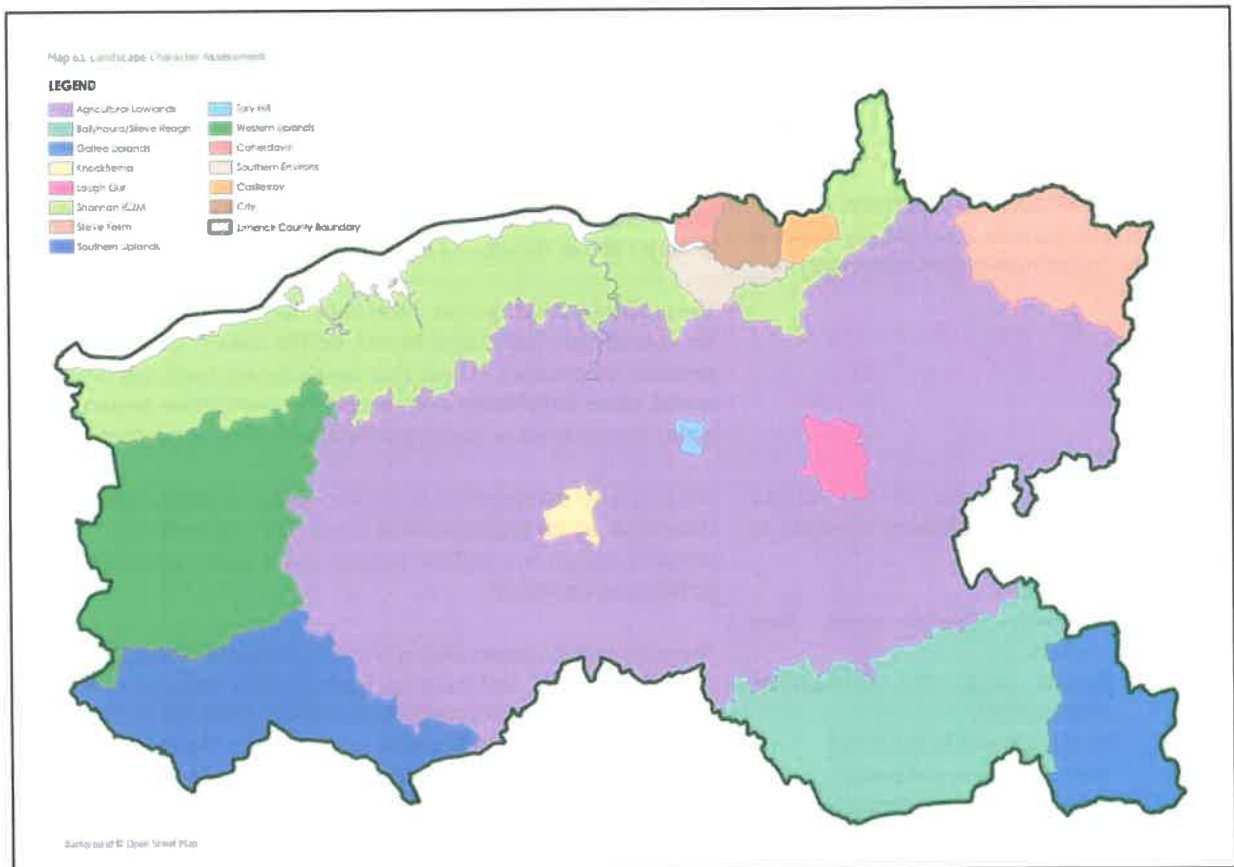 Map 6.1 Landscape Character Assessment
LEGEND
Agricultural Lowlands
Ballyhoura/Slieve Reagh
Galtee Uplands
Knockfierna
Lough Gur
Shannon ICZM
Slieve Felim
Southern Uplands
Tory Hill
Western Uplands
Caherdavin
Southern Environs
Castletroy
City
Limerick County Boundary
Background © Open Street Map